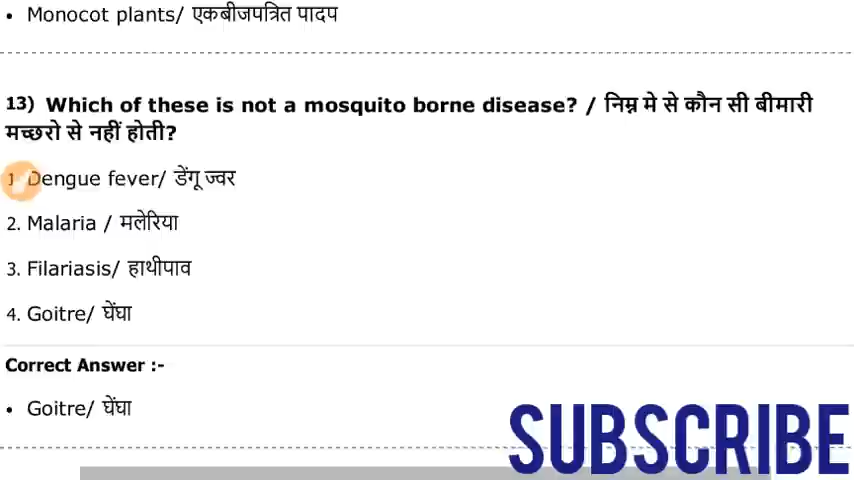 • Monocot plants/ एकबीजपत्रित पादप
13) Which of these is not a mosquito borne disease? / निम्न मे से कौन सी बीमारी
मच्छरो से नहीं होती?
1. Dengue fever/ डेंगू ज्वर
2. Malaria / मलेरिया
3. Filariasis/ हाथीपाव
4. Goitre/ घेंघा
Correct Answer :-
• Goitre/ घेंघा
SUBSCRIBE